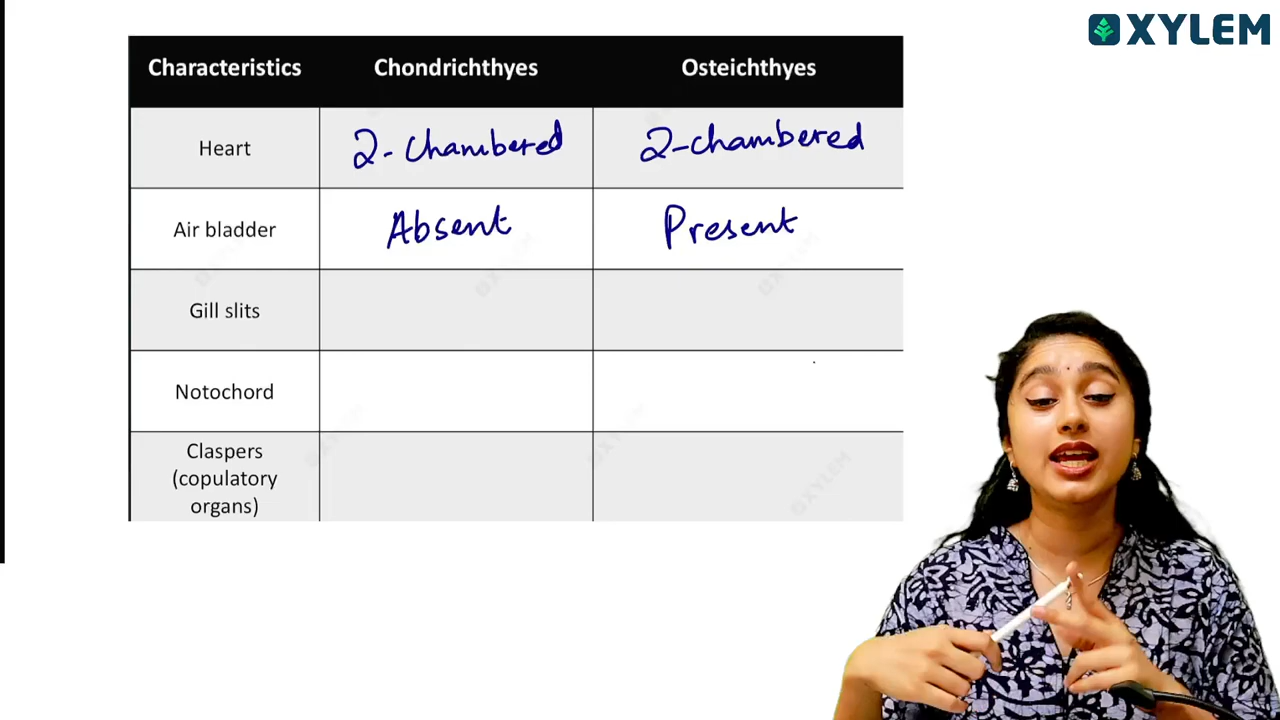 XYLEM
Characteristics Chondrichthyes Osteichthyes
Heart 2-Chambered 2-chambered
Air bladder Absent Present
Gill slits
Notochord
Claspers
(copulatory
organs)
XYLEM